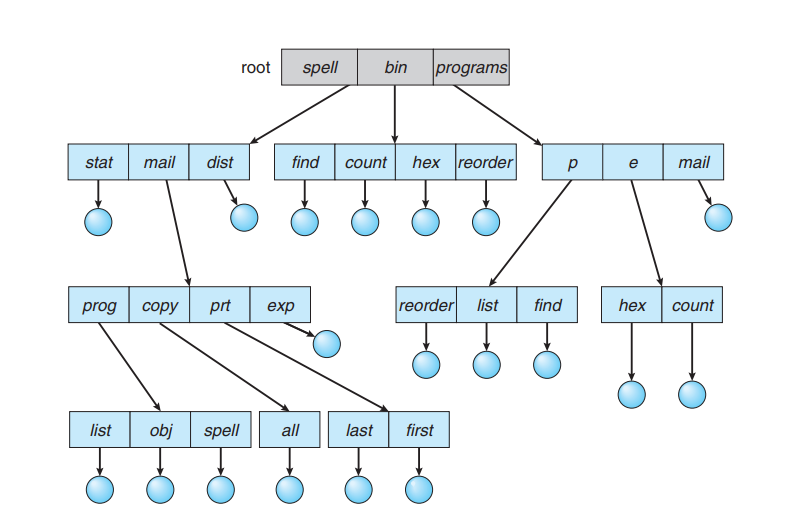 root spell bin programs
stat mail dist find count hex reorder p e mail
prog copy prt exp reorder list find hex count
list obj spell all last first